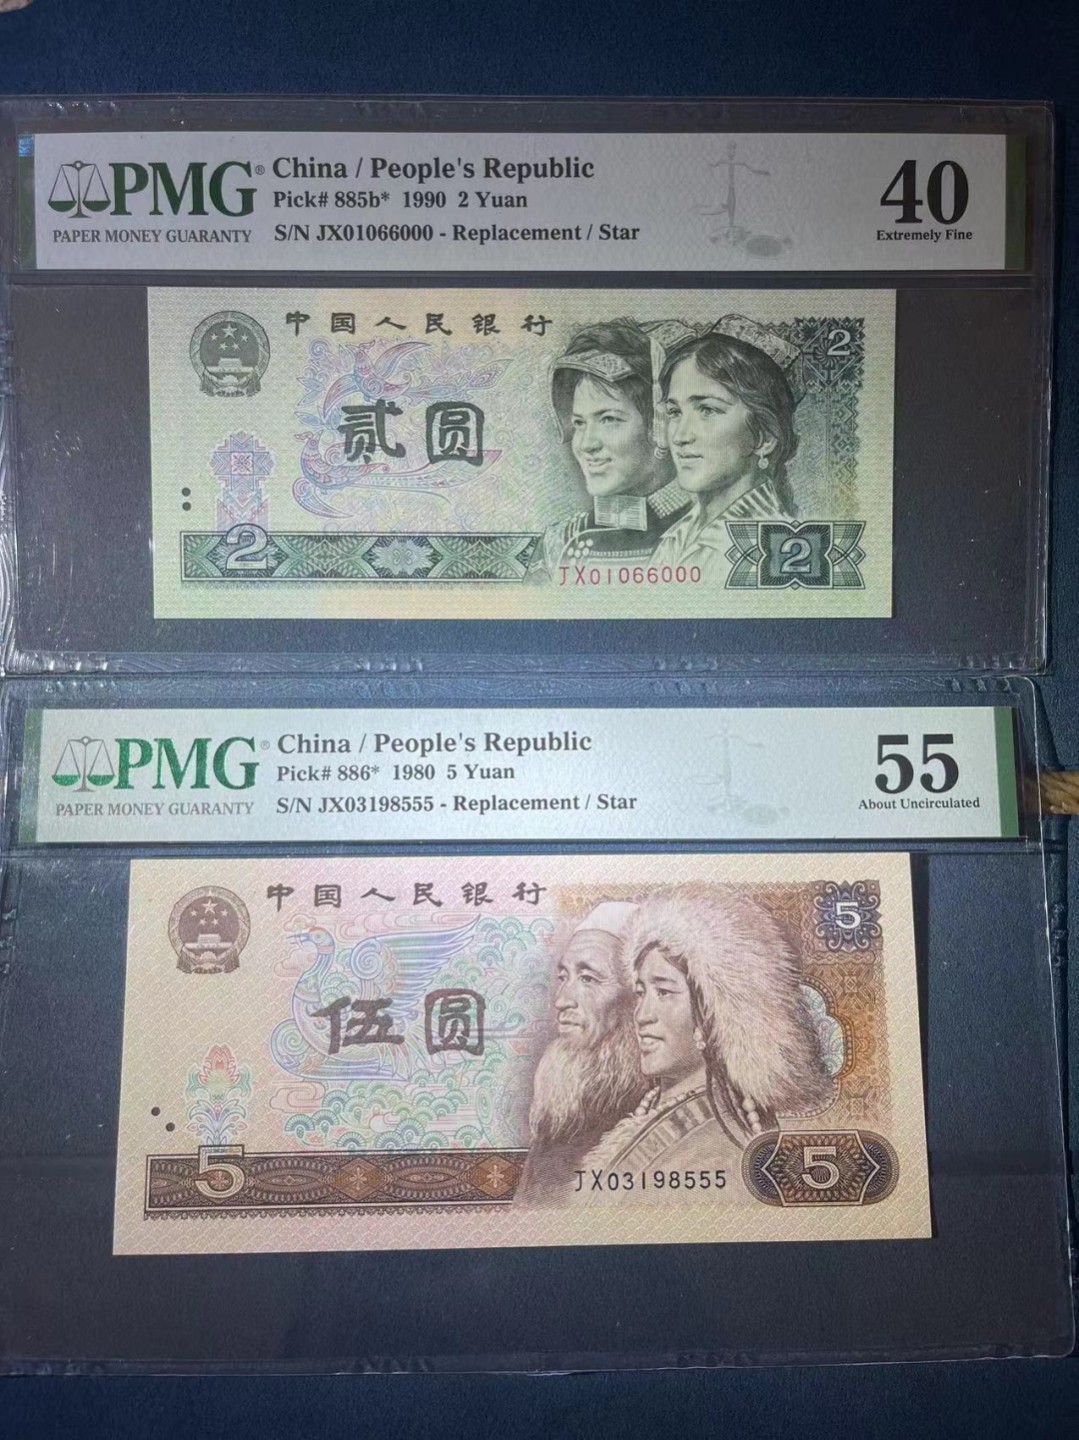 PMG®
PAPER MONEY GUARANTY
China / People's Republic
Pick# 885b* 1990 2 Yuan
S/N JX01066000 - Replacement / Star
40
Extremely Fine
中国人民银行
2
贰圆
2
JX01066000
2
PMG®
PAPER MONEY GUARANTY
China / People's Republic
Pick# 886* 1980 5 Yuan
S/N JX03198555 - Replacement / Star
55
About Uncirculated
中国人民银行
5
伍圆
5
JX03198555
5